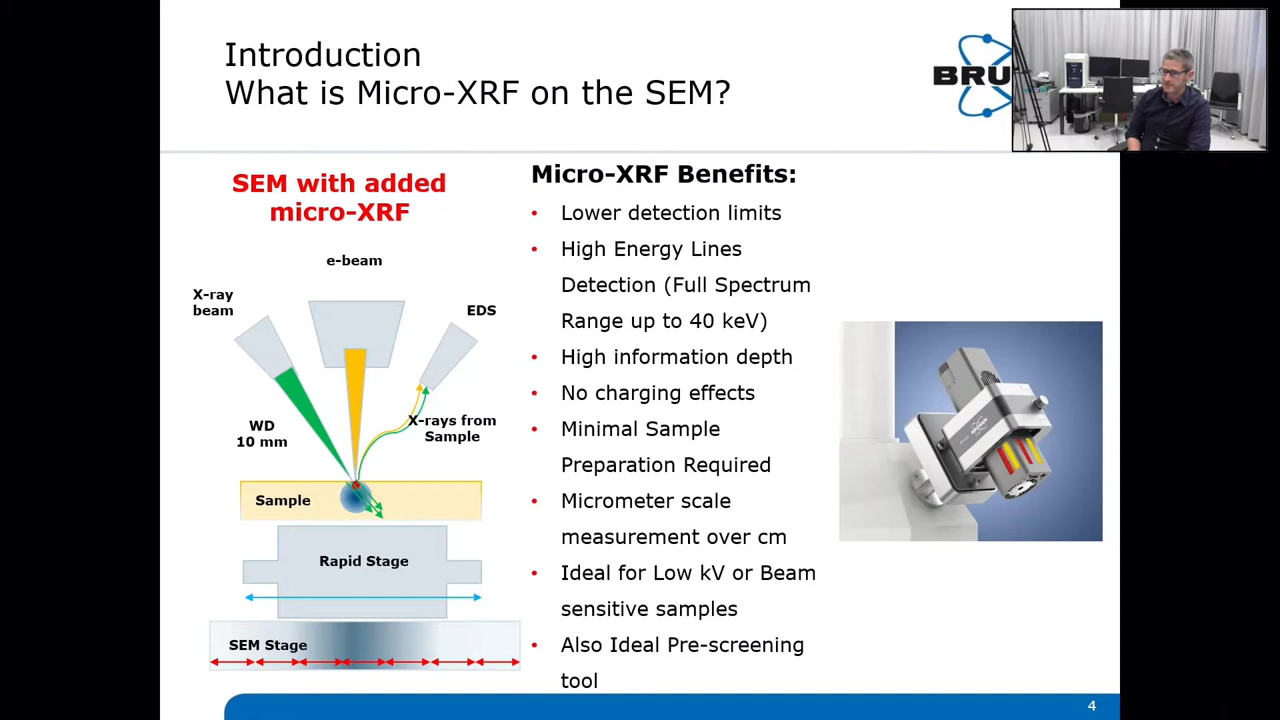 Introduction
What is Micro-XRF on the SEM?
BRU
SEM with added
micro-XRF
e-beam
X-ray
beam
EDS
WD
10 mm
X-rays from
Sample
Sample
Rapid Stage
SEM Stage
Micro-XRF Benefits:
• Lower detection limits
• High Energy Lines
Detection (Full Spectrum
Range up to 40 keV)
• High information depth
• No charging effects
• Minimal Sample
Preparation Required
• Micrometer scale
measurement over cm
• Ideal for Low kV or Beam
sensitive samples
• Also Ideal Pre-screening
tool
4